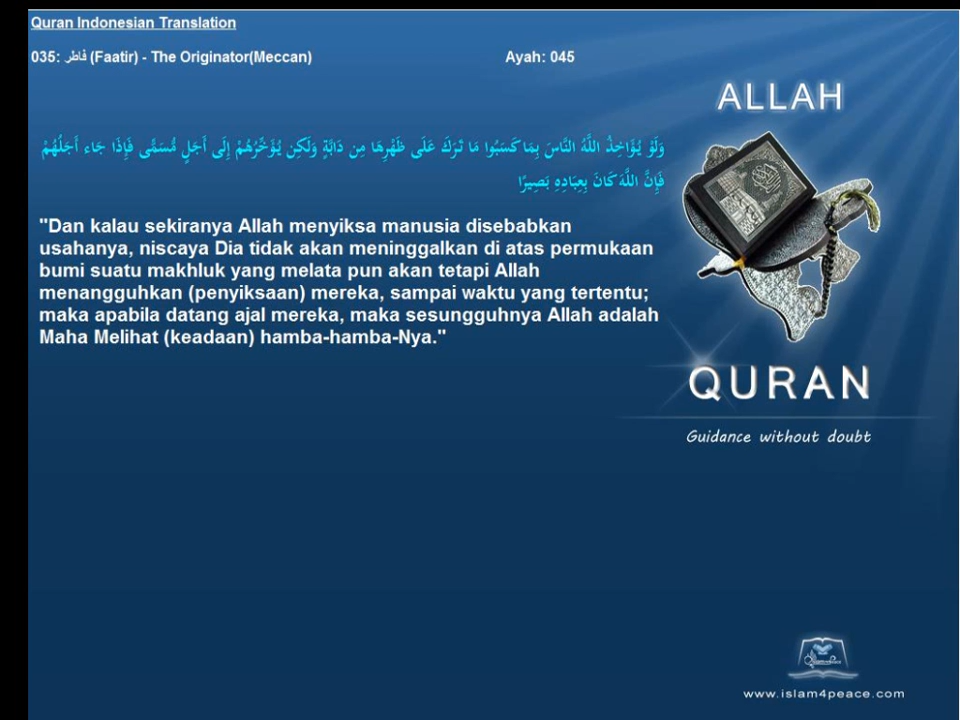 Quran Indonesian Translation
035: فاطر (Faatir) - The Originator(Meccan) Ayah: 045
ALLAH
وَلَوْ يُؤَاخِذُ اللَّهُ النَّاسَ بِمَا كَسَبُوا مَا تَرَكَ عَلَى ظَهْرِهَا مِن دَابَّةٍ وَلَكِن يُؤَخِّرُهُمْ إِلَى أَجَلٍ مُّسَمًّى فَإِذَا جَاء أَجَلُهُمْ
فَإِنَّ اللَّهَ كَانَ بِعِبَادِهِ بَصِيرًا
"Dan kalau sekiranya Allah menyiksa manusia disebabkan
usahanya, niscaya Dia tidak akan meninggalkan di atas permukaan
bumi suatu makhluk yang melata pun akan tetapi Allah
menangguhkan (penyiksaan) mereka, sampai waktu yang tertentu;
maka apabila datang ajal mereka, maka sesungguhnya Allah adalah
Maha Melihat (keadaan) hamba-hamba-Nya."
QURAN
Guidance without doubt
www.islam4peace.com